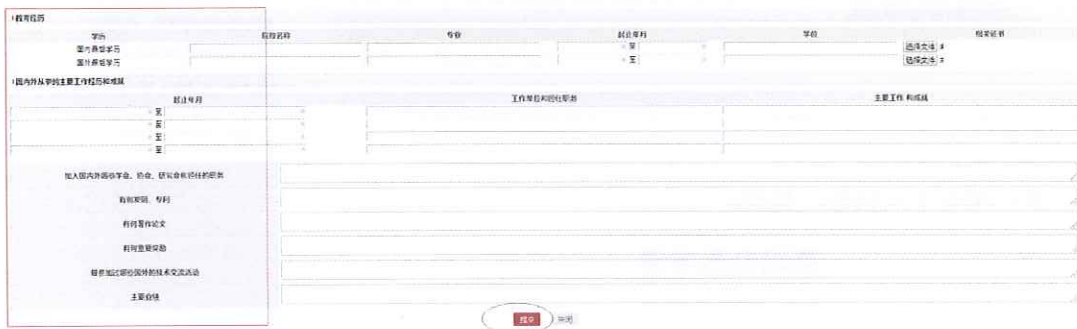 教育经历
学历 院校名称 专业 起止年月 学位 相关证书
国内最低学历 至 选择文件
国外最低学历 至 选择文件
国内外从事的主要工作经历和成就
起止年月 工作单位和担任职务 主要工作和成绩
至
至
至
至
加入国内外哪些学会、协会、研究会和担任的职务
有何发明、专利
有何著作论文
有何重要奖励
曾参加过哪些国外的技术交流活动
主要业绩
提交 关闭